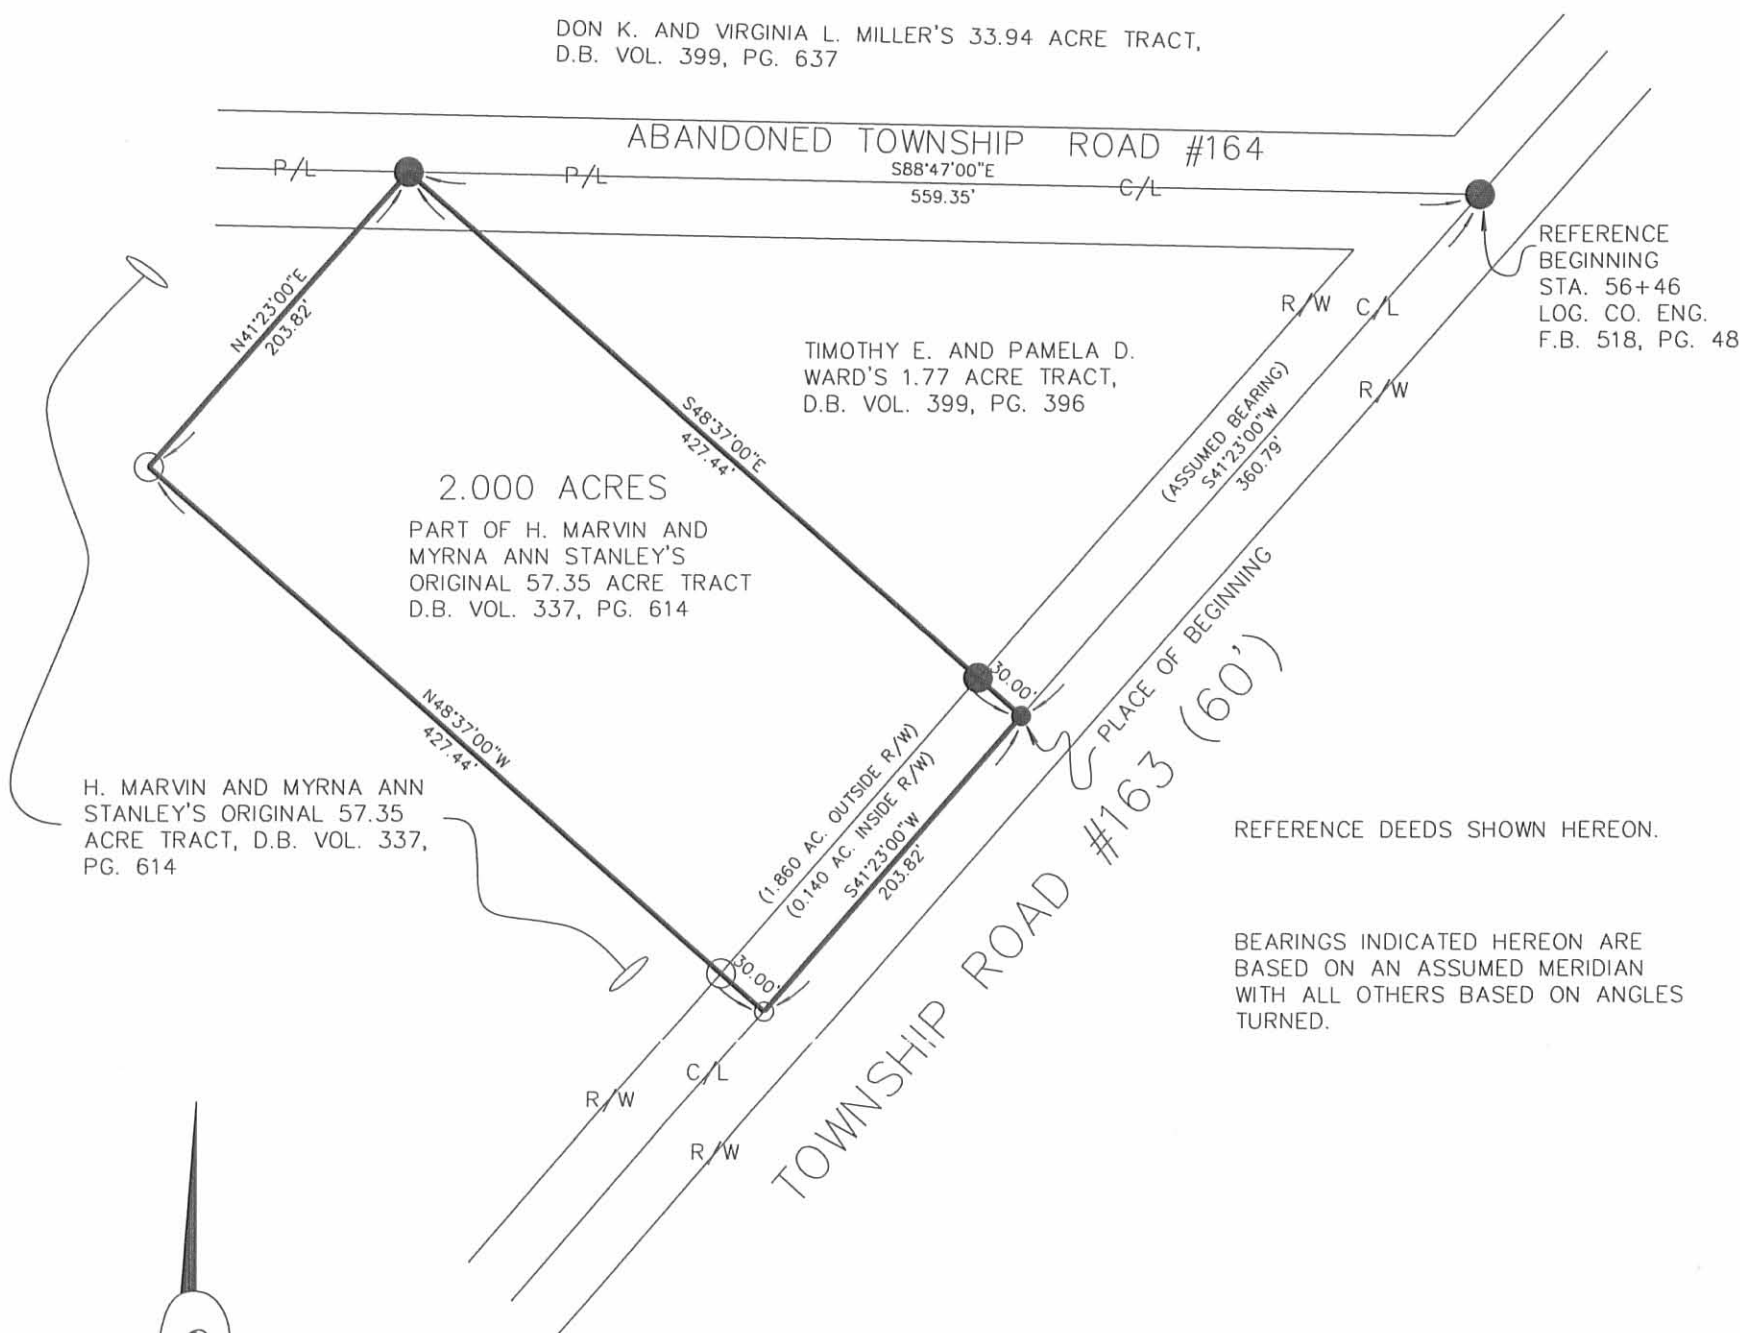 DON K. AND VIRGINIA L. MILLER'S 33.94 ACRE TRACT,
D.B. VOL. 399, PG. 637
ABANDONED TOWNSHIP ROAD #164
P/L
P/L
S88°47'00"E
559.35'
C/L
REFERENCE
BEGINNING
STA. 56+46
LOG. CO. ENG.
F.B. 518, PG. 48
N41°23'00"E
203.82'
R/W
C/L
R/W
TIMOTHY E. AND PAMELA D.
WARD'S 1.77 ACRE TRACT,
D.B. VOL. 399, PG. 396
S48°37'00"E
427.44'
(ASSUMED BEARING)
S41°23'00"W
360.79'
2.000 ACRES
PART OF H. MARVIN AND
MYRNA ANN STANLEY'S
ORIGINAL 57.35 ACRE TRACT
D.B. VOL. 337, PG. 614
30.00'
PLACE OF BEGINNING
N48°37'00"W
427.44'
H. MARVIN AND MYRNA ANN
STANLEY'S ORIGINAL 57.35
ACRE TRACT, D.B. VOL. 337,
PG. 614
(1.860 AC. OUTSIDE R/W)
(0.140 AC. INSIDE R/W)
S41°23'00"W
203.82'
30.00'
TOWNSHIP ROAD #163 (60')
REFERENCE DEEDS SHOWN HEREON.
BEARINGS INDICATED HEREON ARE
BASED ON AN ASSUMED MERIDIAN
WITH ALL OTHERS BASED ON ANGLES
TURNED.
R/W
C/L
R/W